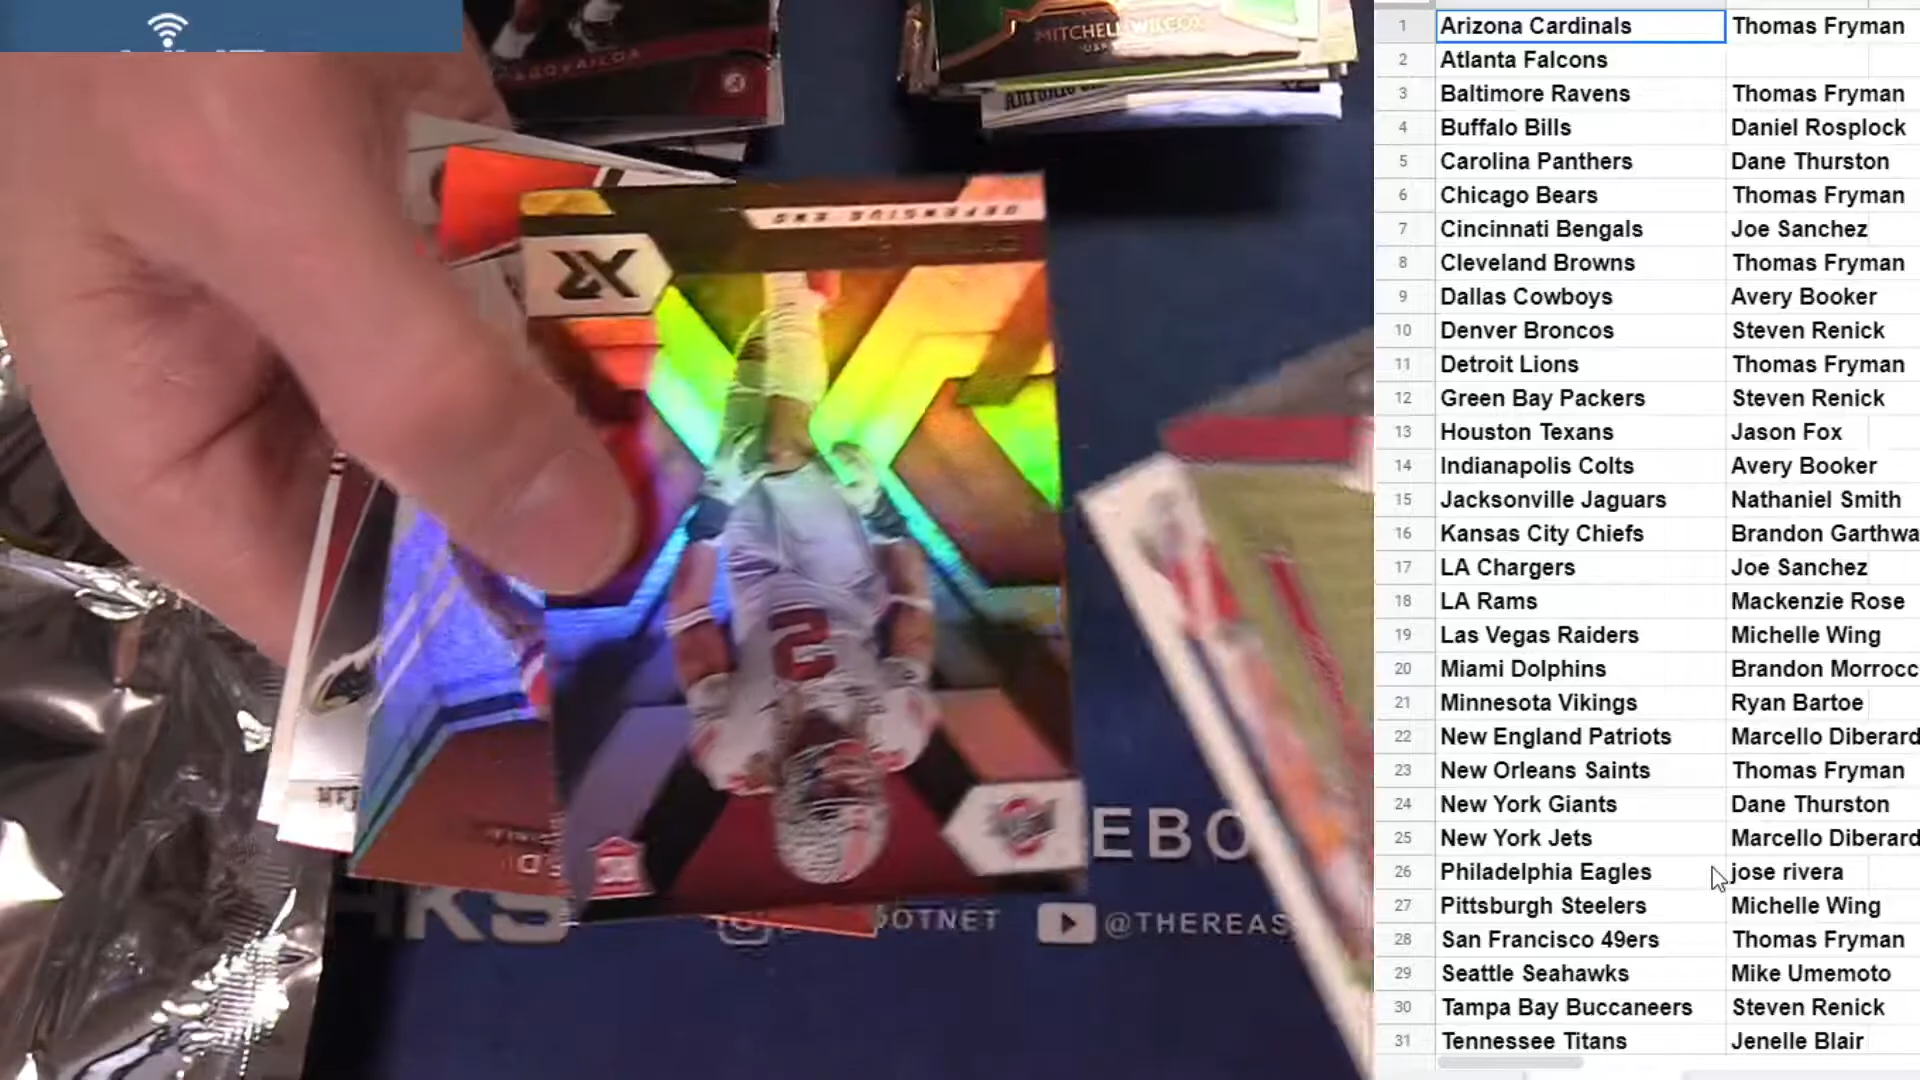 MITCHELL WILCOX
DEFENSIVE END
XR
2
RC
EBO
HKS
DOTNET
@THEREAS
1 Arizona Cardinals Thomas Fryman
2 Atlanta Falcons
3 Baltimore Ravens Thomas Fryman
4 Buffalo Bills Daniel Rosplock
5 Carolina Panthers Dane Thurston
6 Chicago Bears Thomas Fryman
7 Cincinnati Bengals Joe Sanchez
8 Cleveland Browns Thomas Fryman
9 Dallas Cowboys Avery Booker
10 Denver Broncos Steven Renick
11 Detroit Lions Thomas Fryman
12 Green Bay Packers Steven Renick
13 Houston Texans Jason Fox
14 Indianapolis Colts Avery Booker
15 Jacksonville Jaguars Nathaniel Smith
16 Kansas City Chiefs Brandon Garthwa
17 LA Chargers Joe Sanchez
18 LA Rams Mackenzie Rose
19 Las Vegas Raiders Michelle Wing
20 Miami Dolphins Brandon Morrocc
21 Minnesota Vikings Ryan Bartoe
22 New England Patriots Marcello Diberard
23 New Orleans Saints Thomas Fryman
24 New York Giants Dane Thurston
25 New York Jets Marcello Diberard
26 Philadelphia Eagles jose rivera
27 Pittsburgh Steelers Michelle Wing
28 San Francisco 49ers Thomas Fryman
29 Seattle Seahawks Mike Umemoto
30 Tampa Bay Buccaneers Steven Renick
31 Tennessee Titans Jenelle Blair